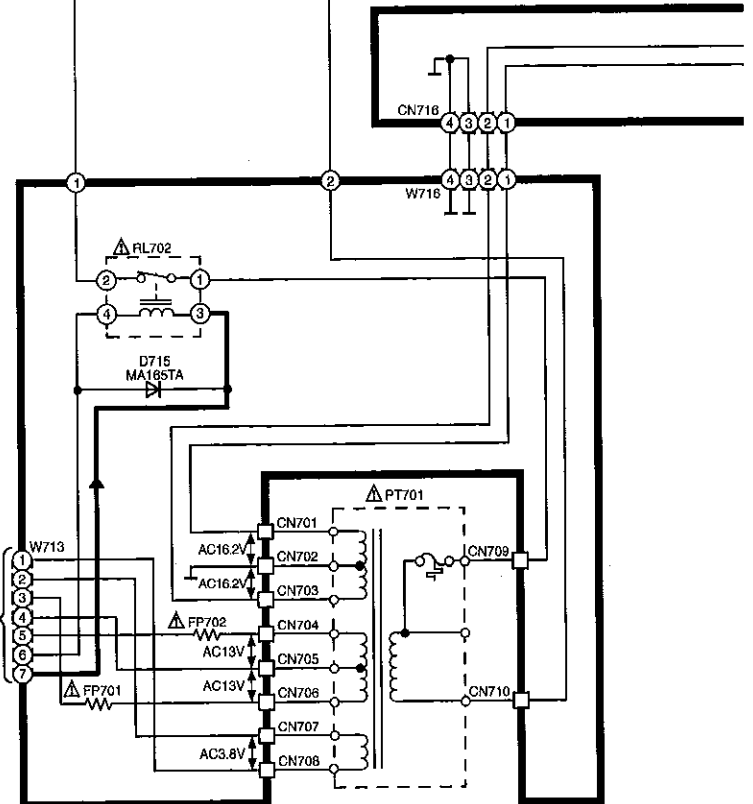 CN716
4 3 2 1
1 2 4 3 2 1
W716
⚠ RL702
2 1
4 3
D715
MA165TA
⚠ PT701
W713
1
2
3
4
5
6
7
CN701
AC16.2V
CN702
AC16.2V
CN703
⚠ FP702
CN704
AC13V
CN705
AC13V
⚠ FP701
CN706
CN707
AC3.8V
CN708
CN709
CN710